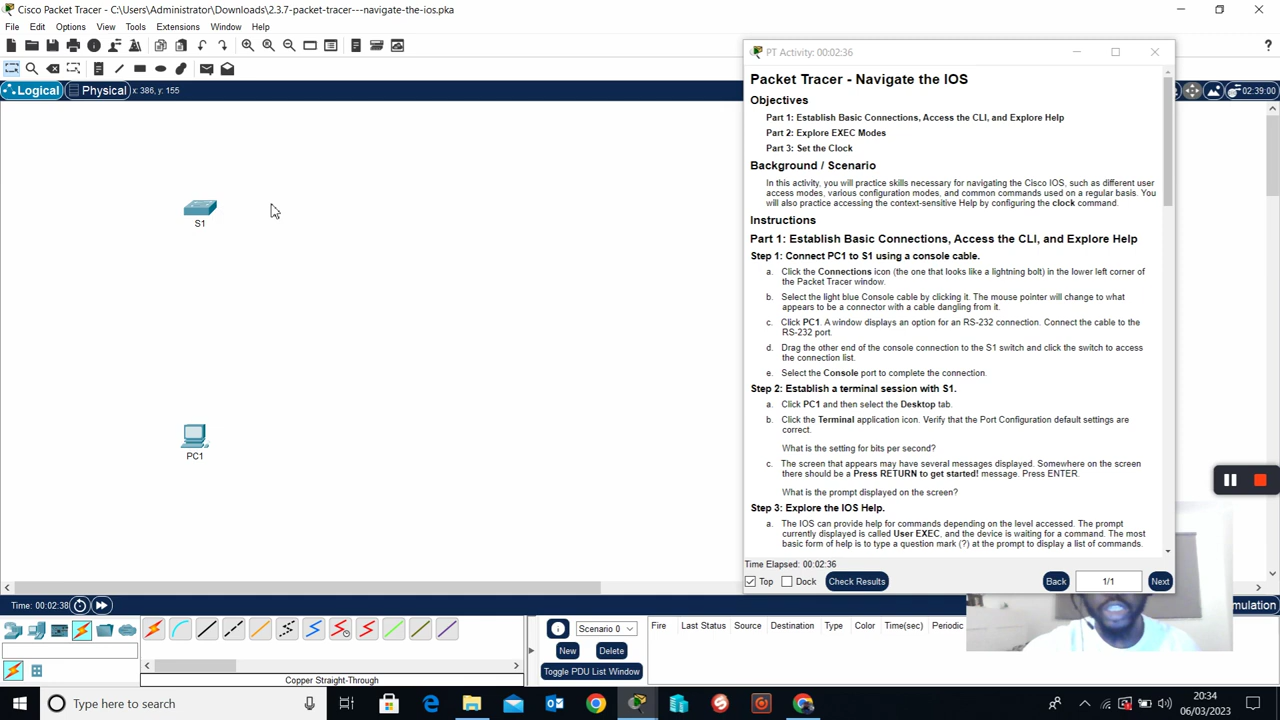 Cisco Packet Tracer - C:\Users\Administrator\Downloads\2.3.7-packet-tracer---navigate-the-ios.pka
File Edit Options View Tools Extensions Window Help
Logical Physical x: 386, y: 155
02:39:00
S1
PC1
PT Activity: 00:02:36
Packet Tracer - Navigate the IOS
Objectives
Part 1: Establish Basic Connections, Access the CLI, and Explore Help
Part 2: Explore EXEC Modes
Part 3: Set the Clock
Background / Scenario
In this activity, you will practice skills necessary for navigating the Cisco IOS, such as different user
access modes, various configuration modes, and common commands used on a regular basis. You
will also practice accessing the context-sensitive Help by configuring the clock command.
Instructions
Part 1: Establish Basic Connections, Access the CLI, and Explore Help
Step 1: Connect PC1 to S1 using a console cable.
a. Click the Connections icon (the one that looks like a lightning bolt) in the lower left corner of
the Packet Tracer window.
b. Select the light blue Console cable by clicking it. The mouse pointer will change to what
appears to be a connector with a cable dangling from it.
c. Click PC1. A window displays an option for an RS-232 connection. Connect the cable to the
RS-232 port.
d. Drag the other end of the console connection to the S1 switch and click the switch to access
the connection list.
e. Select the Console port to complete the connection.
Step 2: Establish a terminal session with S1.
a. Click PC1 and then select the Desktop tab.
b. Click the Terminal application icon. Verify that the Port Configuration default settings are
correct.
What is the setting for bits per second?
c. The screen that appears may have several messages displayed. Somewhere on the screen
there should be a Press RETURN to get started! message. Press ENTER.
What is the prompt displayed on the screen?
Step 3: Explore the IOS Help.
a. The IOS can provide help for commands depending on the level accessed. The prompt
currently displayed is called User EXEC, and the device is waiting for a command. The most
basic form of help is to type a question mark (?) at the prompt to display a list of commands.
Time Elapsed: 00:02:36
Top Dock Check Results Back 1/1 Next
Time: 00:02:38
Scenario 0
New Delete
Toggle PDU List Window
Fire Last Status Source Destination Type Color Time(sec) Periodic
Copper Straight-Through
Type here to search
20:34
06/03/2023